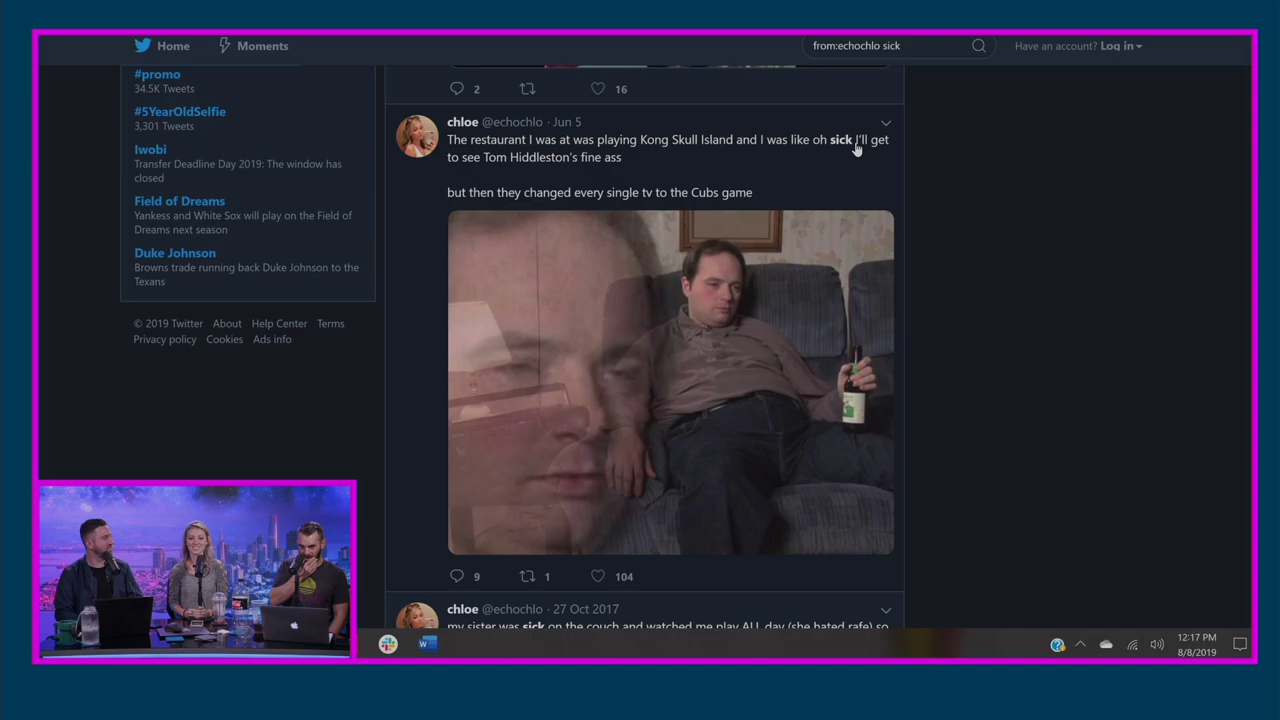 Home
Moments
from:echochlo sick
Have an account? Log in
#promo
34.5K Tweets
#5YearOldSelfie
3,301 Tweets
Iwobi
Transfer Deadline Day 2019: The window has
closed
Field of Dreams
Yankess and White Sox will play on the Field of
Dreams next season
Duke Johnson
Browns trade running back Duke Johnson to the
Texans
© 2019 Twitter About Help Center Terms
Privacy policy Cookies Ads info
2 16
chloe @echochlo · Jun 5
The restaurant I was at was playing Kong Skull Island and I was like oh sick I'll get
to see Tom Hiddleston's fine ass
but then they changed every single tv to the Cubs game
9 1 104
chloe @echochlo · 27 Oct 2017
my sister was sick on the couch and watched me play ALL day (she hated rafe) so
12:17 PM
8/8/2019